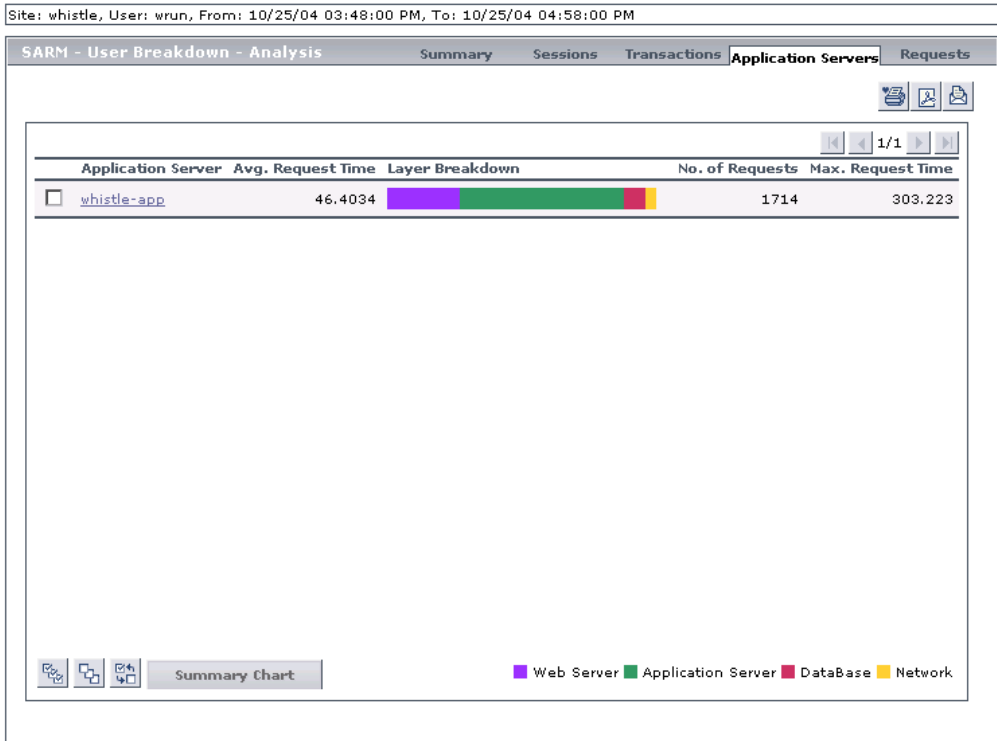 Site: whistle, User: wrun, From: 10/25/04 03:48:00 PM, To: 10/25/04 04:58:00 PM
SARM - User Breakdown - Analysis Summary Sessions Transactions Application Servers Requests
1/1
Application Server Avg. Request Time Layer Breakdown No. of Requests Max. Request Time
whistle-app 46.4034 1714 303.223
Summary Chart Web Server Application Server DataBase Network